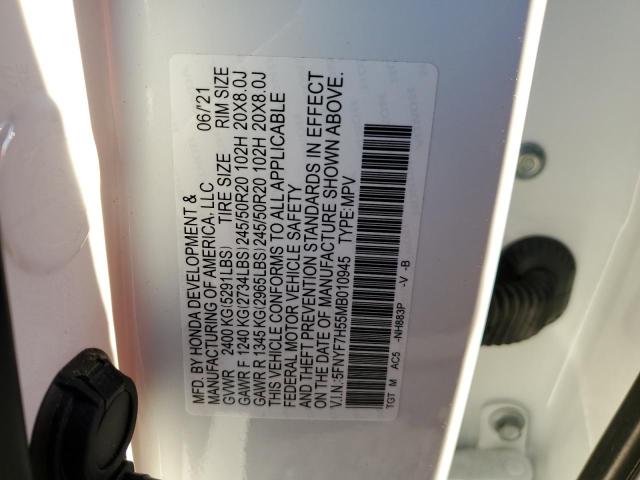 MFD. BY HONDA DEVELOPMENT & 06/'21
MANUFACTURING OF AMERICA, LLC
GVWR 2400 KG(5291LBS) TIRE SIZE RIM SIZE
GAWR F 1240 KG(2734LBS)245/50R20 102H 20X8.0J
GAWR R 1345 KG(2965LBS)245/50R20 102H 20X8.0J
THIS VEHICLE CONFORMS TO ALL APPLICABLE
FEDERAL MOTOR VEHICLE SAFETY
AND THEFT PREVENTION STANDARDS IN EFFECT
ON THE DATE OF MANUFACTURE SHOWN ABOVE.
V.I.N.:5FNYF7H55MB010945 TYPE:MPV
TGT M AC5 -NH883P -V -B